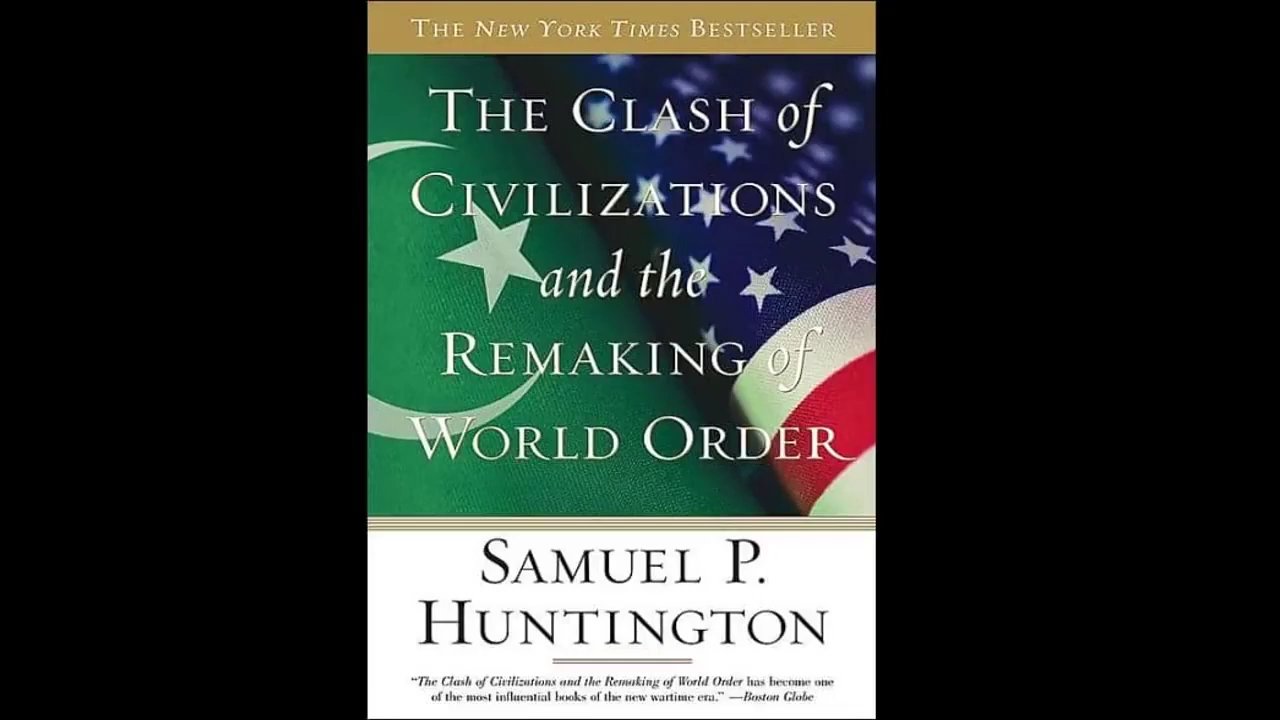 THE NEW YORK TIMES BESTSELLER
THE CLASH of
CIVILIZATIONS
and the
REMAKING of
WORLD ORDER
SAMUEL P.
HUNTINGTON
“The Clash of Civilizations and the Remaking of World Order has become one
of the most influential books of the new wartime era.” —Boston Globe